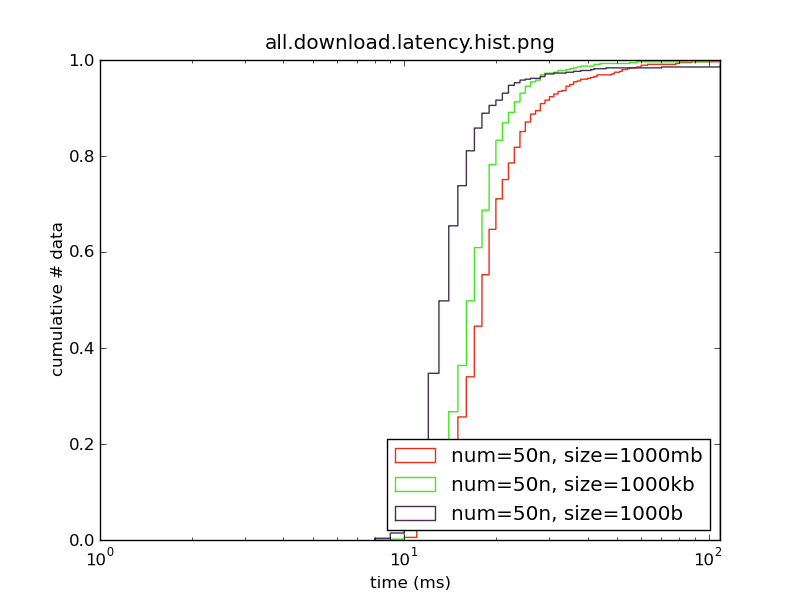 all.download.latency.hist.png
1.0
0.8
0.6
0.4
0.2
0.0
cumulative # data
num=50n, size=1000mb
num=50n, size=1000kb
num=50n, size=1000b
10⁰ 10¹ 10²
time (ms)